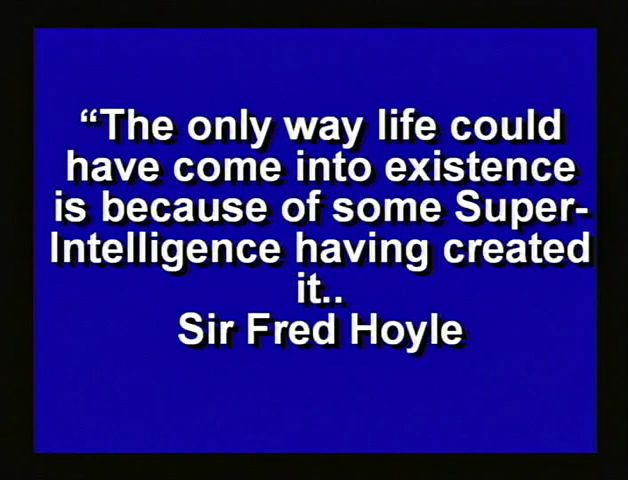 “The only way life could
have come into existence
is because of some Super-
Intelligence having created
it..
Sir Fred Hoyle